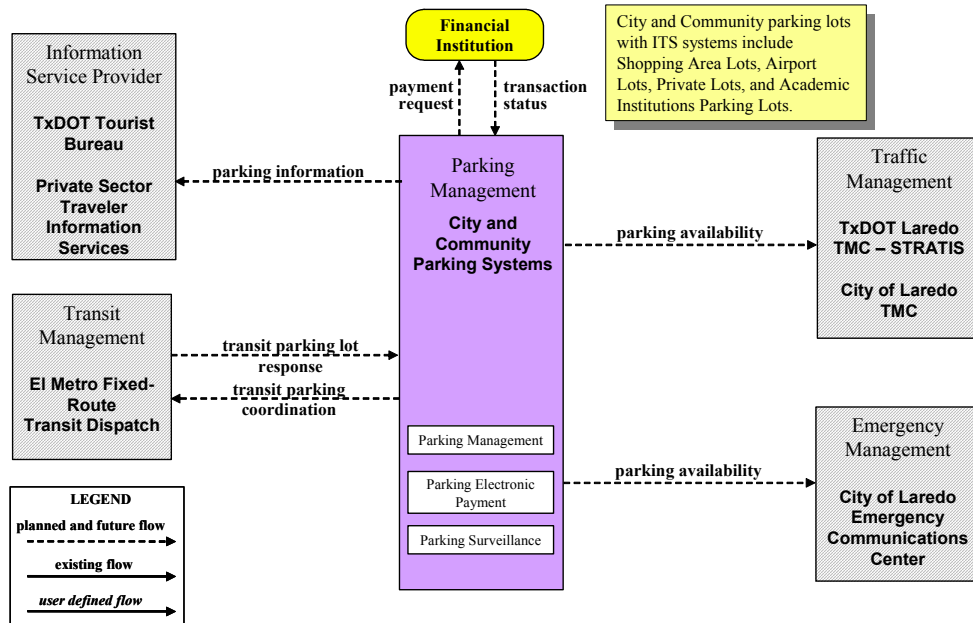 Information
Service Provider
TxDOT Tourist
Bureau
Private Sector
Traveler
Information
Services
Financial
Institution
payment
request
transaction
status
City and Community parking lots
with ITS systems include
Shopping Area Lots, Airport
Lots, Private Lots, and Academic
Institutions Parking Lots.
parking information
Parking
Management
City and
Community
Parking Systems
parking availability
Traffic
Management
TxDOT Laredo
TMC – STRATIS
City of Laredo
TMC
Transit
Management
El Metro Fixed-
Route
Transit Dispatch
transit parking lot
response
transit parking
coordination
Parking Management
Parking Electronic
Payment
Parking Surveillance
parking availability
Emergency
Management
City of Laredo
Emergency
Communications
Center
LEGEND
planned and future flow
existing flow
user defined flow